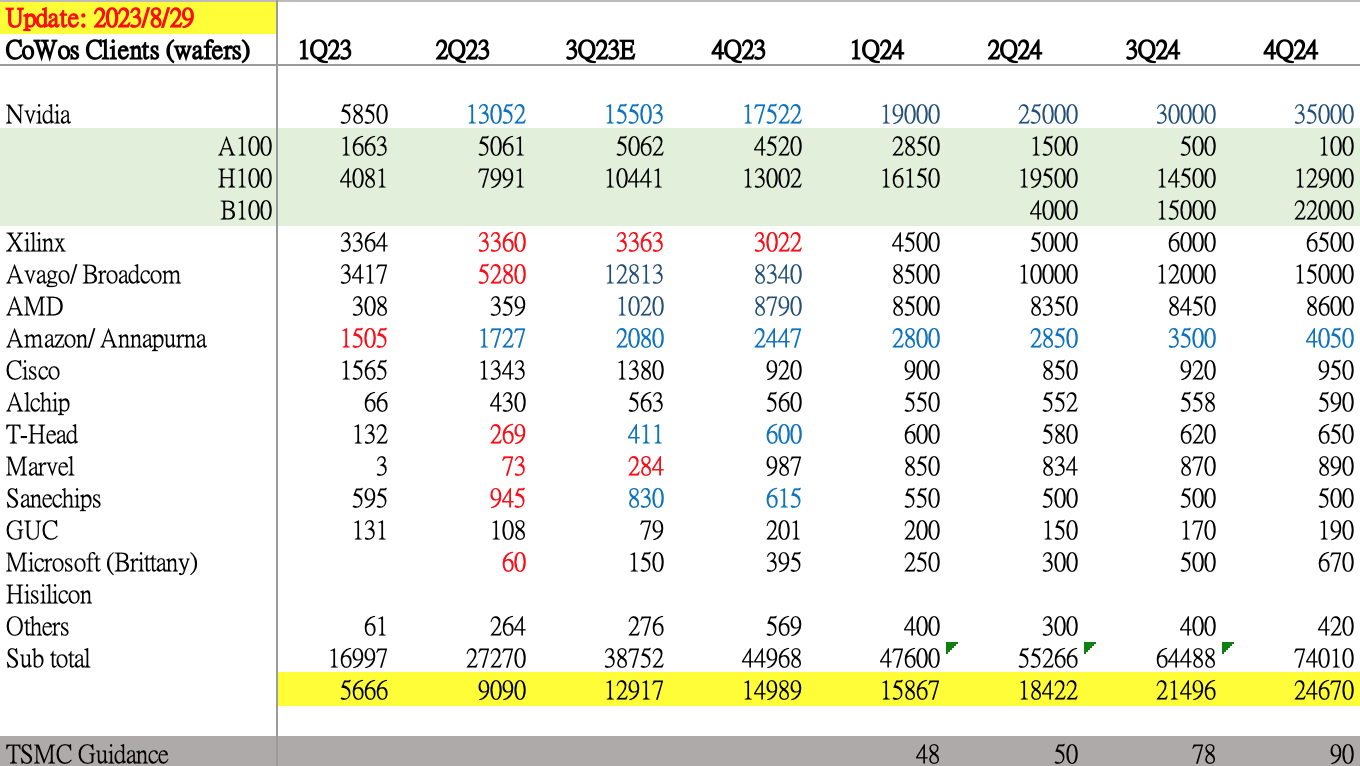 Update: 2023/8/29
CoWos Clients (wafers) 1Q23 2Q23 3Q23E 4Q23 1Q24 2Q24 3Q24 4Q24
Nvidia 5850 13052 15503 17522 19000 25000 30000 35000
A100 1663 5061 5062 4520 2850 1500 500 100
H100 4081 7991 10441 13002 16150 19500 14500 12900
B100 4000 15000 22000
Xilinx 3364 3360 3363 3022 4500 5000 6000 6500
Avago/ Broadcom 3417 5280 12813 8340 8500 10000 12000 15000
AMD 308 359 1020 8790 8500 8350 8450 8600
Amazon/ Annapurna 1505 1727 2080 2447 2800 2850 3500 4050
Cisco 1565 1343 1380 920 900 850 920 950
Alchip 66 430 563 560 550 552 558 590
T-Head 132 269 411 600 600 580 620 650
Marvel 3 73 284 987 850 834 870 890
Sanechips 595 945 830 615 550 500 500 500
GUC 131 108 79 201 200 150 170 190
Microsoft (Brittany) 60 150 395 250 300 500 670
Hisilicon
Others 61 264 276 569 400 300 400 420
Sub total 16997 27270 38752 44968 47600 55266 64488 74010
5666 9090 12917 14989 15867 18422 21496 24670
TSMC Guidance 48 50 78 90